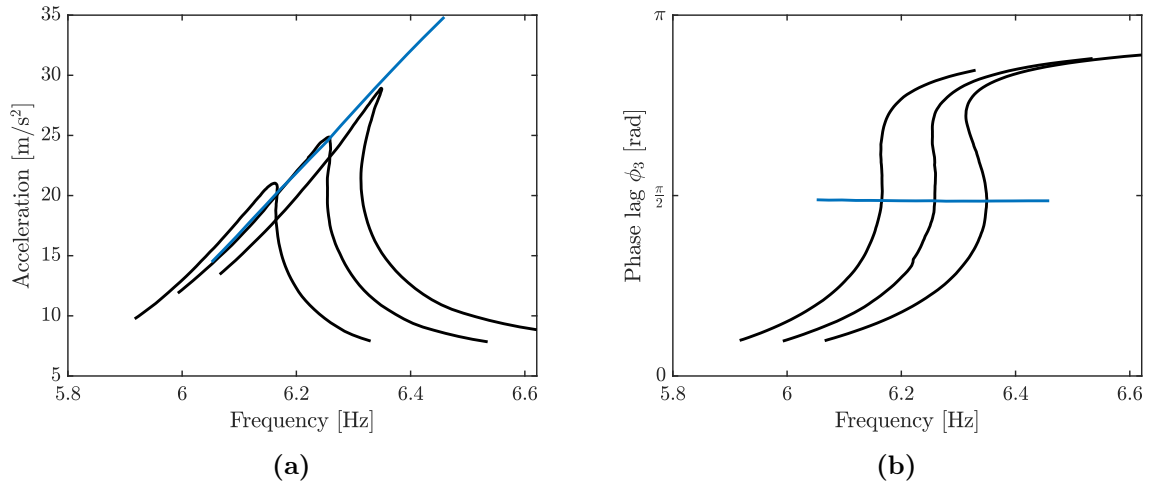 35
30
25
20
15
10
5
Acceleration [m/s²]
5.8 6 6.2 6.4 6.6
Frequency [Hz]
(a)
π
π/2
0
Phase lag ϕ₃ [rad]
5.8 6 6.2 6.4 6.6
Frequency [Hz]
(b)